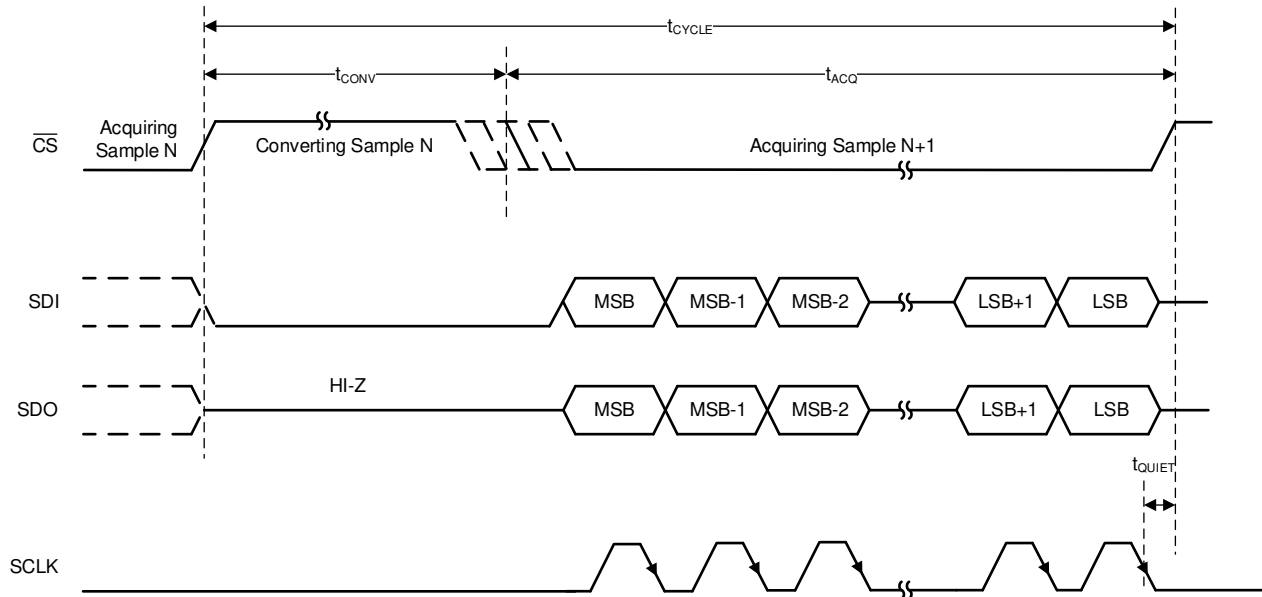 tCYCLE
tCONV
tACQ
CS
Acquiring
Sample N
Converting Sample N
Acquiring Sample N+1
SDI
MSB
MSB-1
MSB-2
LSB+1
LSB
HI-Z
SDO
MSB
MSB-1
MSB-2
LSB+1
LSB
tQUIET
SCLK